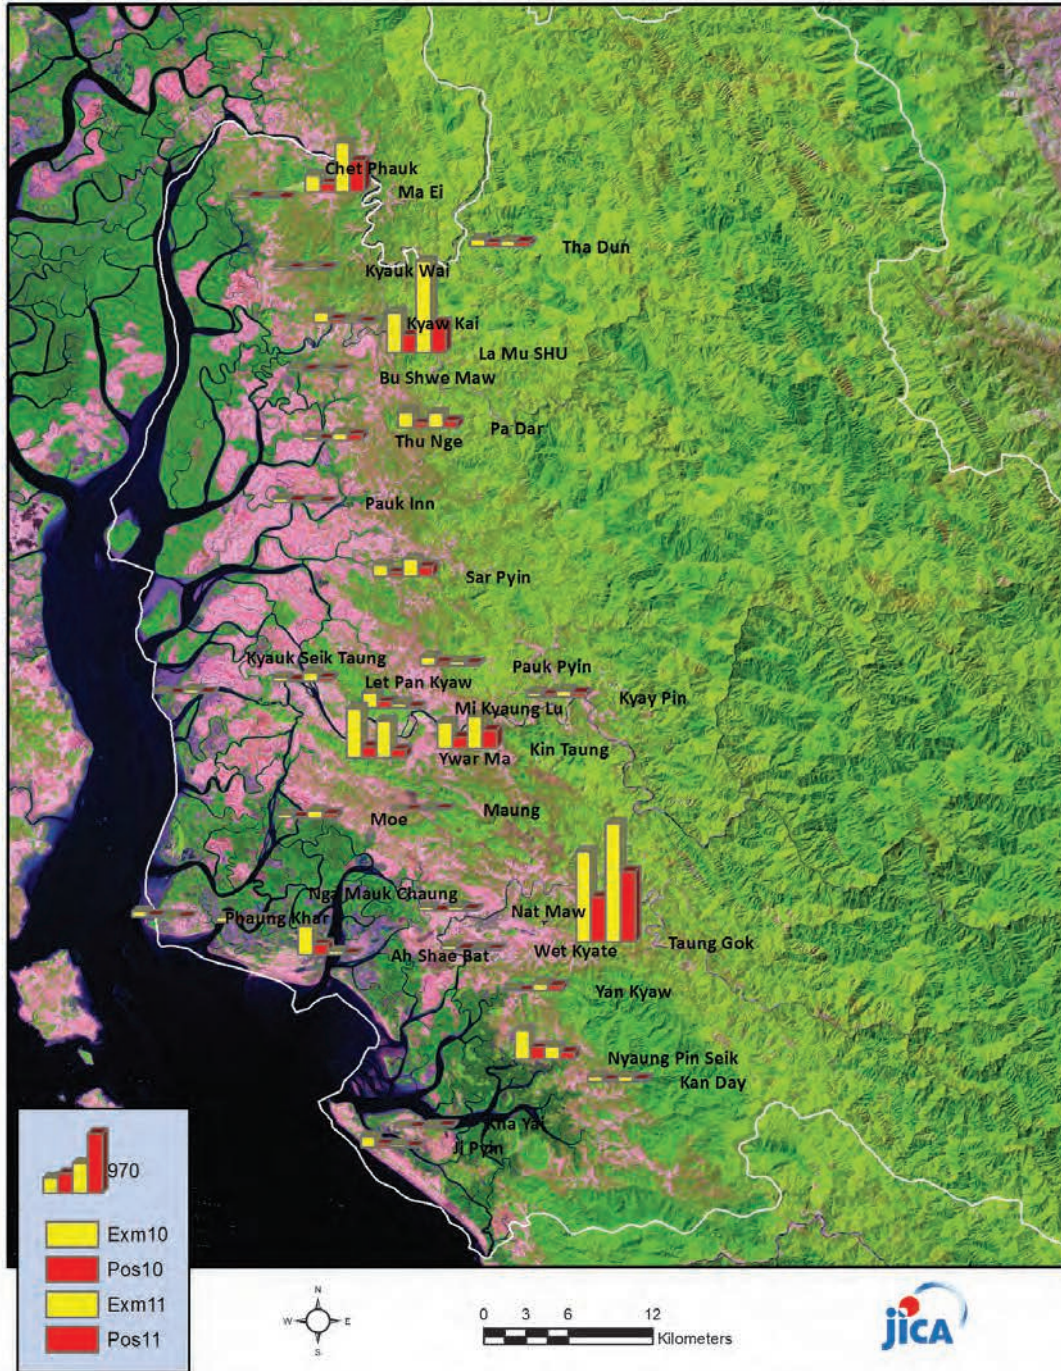 Chet Phauk
Ma Ei
Tha Dun
Kyauk Wai
Kyaw Kai
La Mu SHU
Bu Shwe Maw
Pa Dar
Thu Nge
Pauk Inn
Sar Pyin
Kyauk Seik Taung
Pauk Pyin
Let Pan Kyaw
Kyay Pin
Mi Kyaung Lu
Kin Taung
Ywar Ma
Maung
Moe
Nga Mauk Chaung
Nat Maw
Phaung Khar
Taung Gok
Wet Kyate
Ah Shae Bat
Yan Kyaw
Nyaung Pin Seik
Kan Day
Kha Yai
Ji Pyin
970
Exm10
Pos10
Exm11
Pos11
N
W E
S
0 3 6 12
Kilometers
jICA